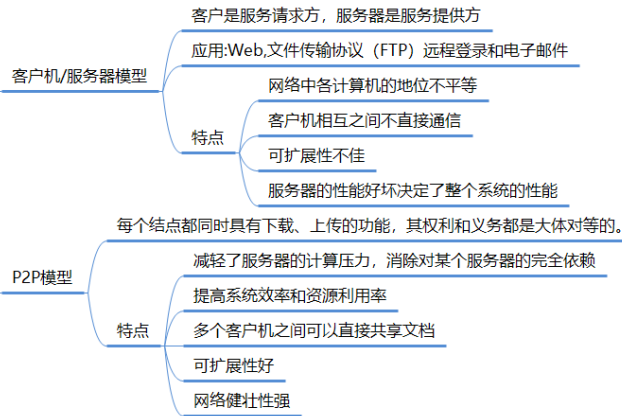 客户是服务请求方，服务器是服务提供方
应用:Web,文件传输协议（FTP）远程登录和电子邮件
客户机/服务器模型
网络中各计算机的地位不平等
客户机相互之间不直接通信
特点
可扩展性不佳
服务器的性能好坏决定了整个系统的性能
每个结点都同时具有下载、上传的功能，其权利和义务都是大体对等的。
减轻了服务器的计算压力，消除对某个服务器的完全依赖
P2P模型
提高系统效率和资源利用率
特点
多个客户机之间可以直接共享文档
可扩展性好
网络健壮性强